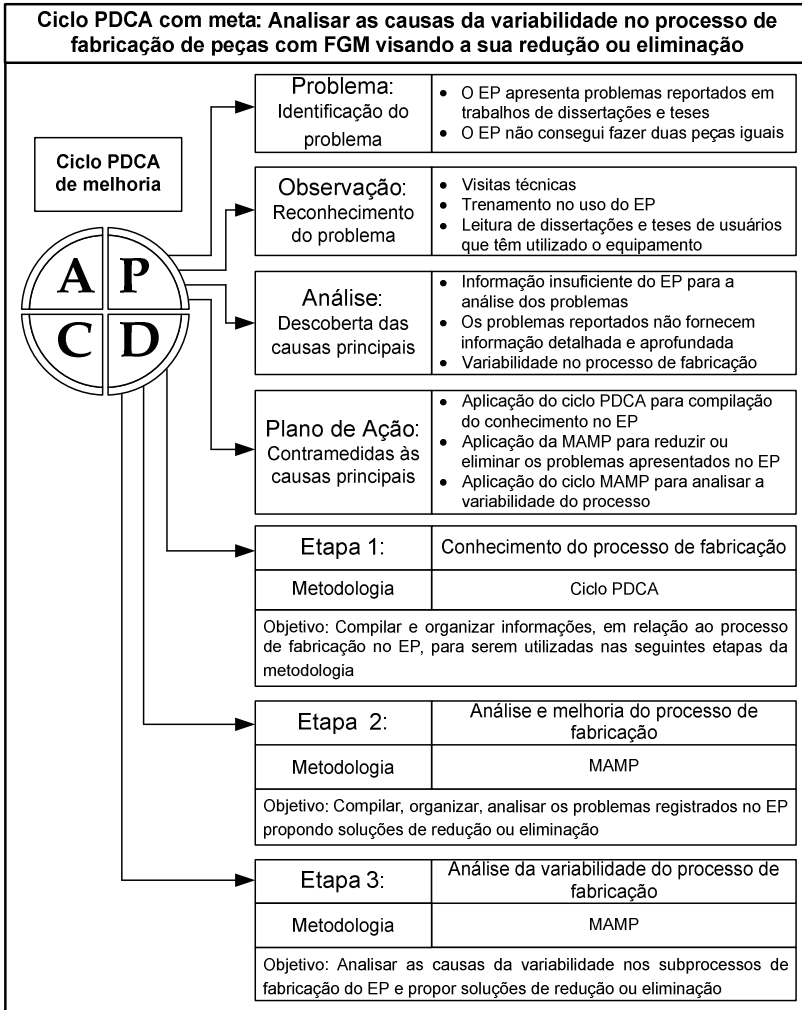 Ciclo PDCA com meta: Analisar as causas da variabilidade no processo de
fabricação de peças com FGM visando a sua redução ou eliminação
Ciclo PDCA
de melhoria
A P
C D
Problema:
Identificação do
problema
• O EP apresenta problemas reportados em
trabalhos de dissertações e teses
• O EP não consegui fazer duas peças iguais
Observação:
Reconhecimento
do problema
• Visitas técnicas
• Trenamento no uso do EP
• Leitura de dissertações e teses de usuários
que têm utilizado o equipamento
Análise:
Descoberta das
causas principais
• Informação insuficiente do EP para a
análise dos problemas
• Os problemas reportados não fornecem
informação detalhada e aprofundada
• Variabilidade no processo de fabricação
Plano de Ação:
Contramedidas às
causas principais
• Aplicação do ciclo PDCA para compilação
do conhecimento no EP
• Aplicação da MAMP para reduzir ou
eliminar os problemas apresentados no EP
• Aplicação do ciclo MAMP para analisar a
variabilidade do processo
Etapa 1:
Conhecimento do processo de fabricação
Metodologia
Ciclo PDCA
Objetivo: Compilar e organizar informações, em relação ao processo
de fabricação no EP, para serem utilizadas nas seguintes etapas da
metodologia
Etapa 2:
Análise e melhoria do processo de
fabricação
Metodologia
MAMP
Objetivo: Compilar, organizar, analisar os problemas registrados no EP
propondo soluções de redução ou eliminação
Etapa 3:
Análise da variabilidade do processo de
fabricação
Metodologia
MAMP
Objetivo: Analisar as causas da variabilidade nos subprocessos de
fabricação do EP e propor soluções de redução ou eliminação